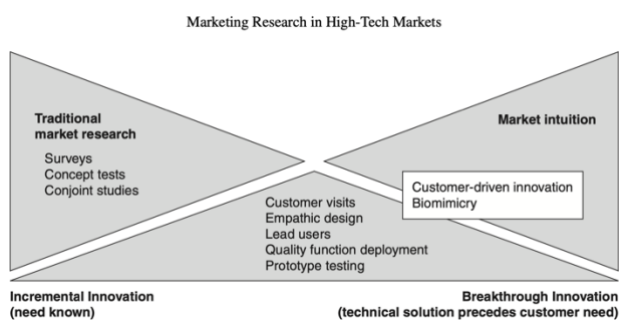 Marketing Research in High-Tech Markets
Traditional
market research
Surveys
Concept tests
Conjoint studies
Market intuition
Customer-driven innovation
Biomimicry
Customer visits
Empathic design
Lead users
Quality function deployment
Prototype testing
Incremental Innovation
(need known)
Breakthrough Innovation
(technical solution precedes customer need)